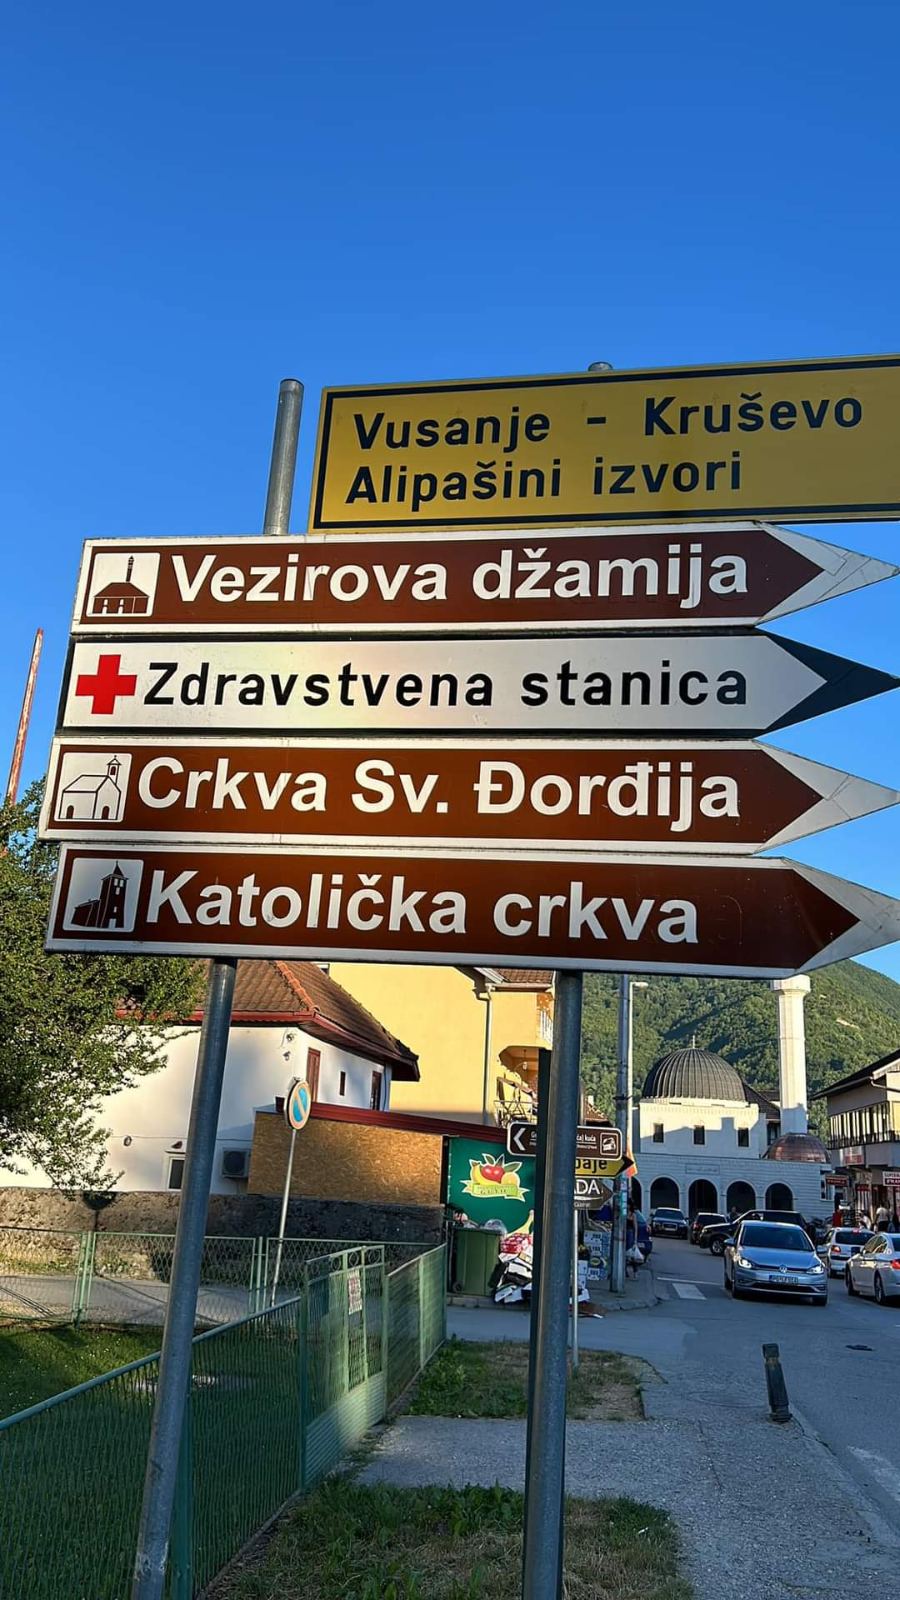 Vusanje - Kruševo
Alipašini izvori
Vezirova džamija
Zdravstvena stanica
Crkva Sv. Đorđija
Katolička crkva